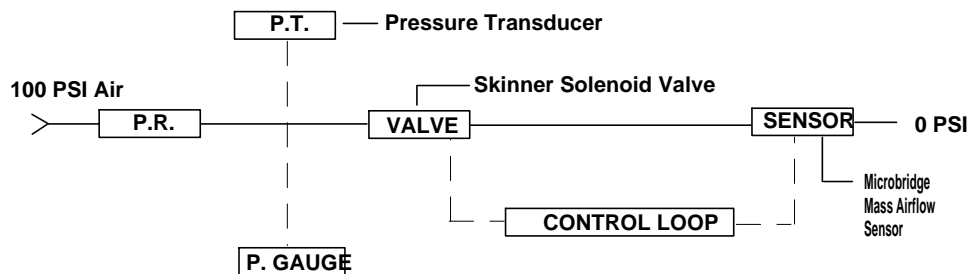 P.T.
Pressure Transducer
100 PSI Air
Skinner Solenoid Valve
P.R.
VALVE
SENSOR
0 PSI
Microbridge
Mass Airflow
Sensor
CONTROL LOOP
P. GAUGE